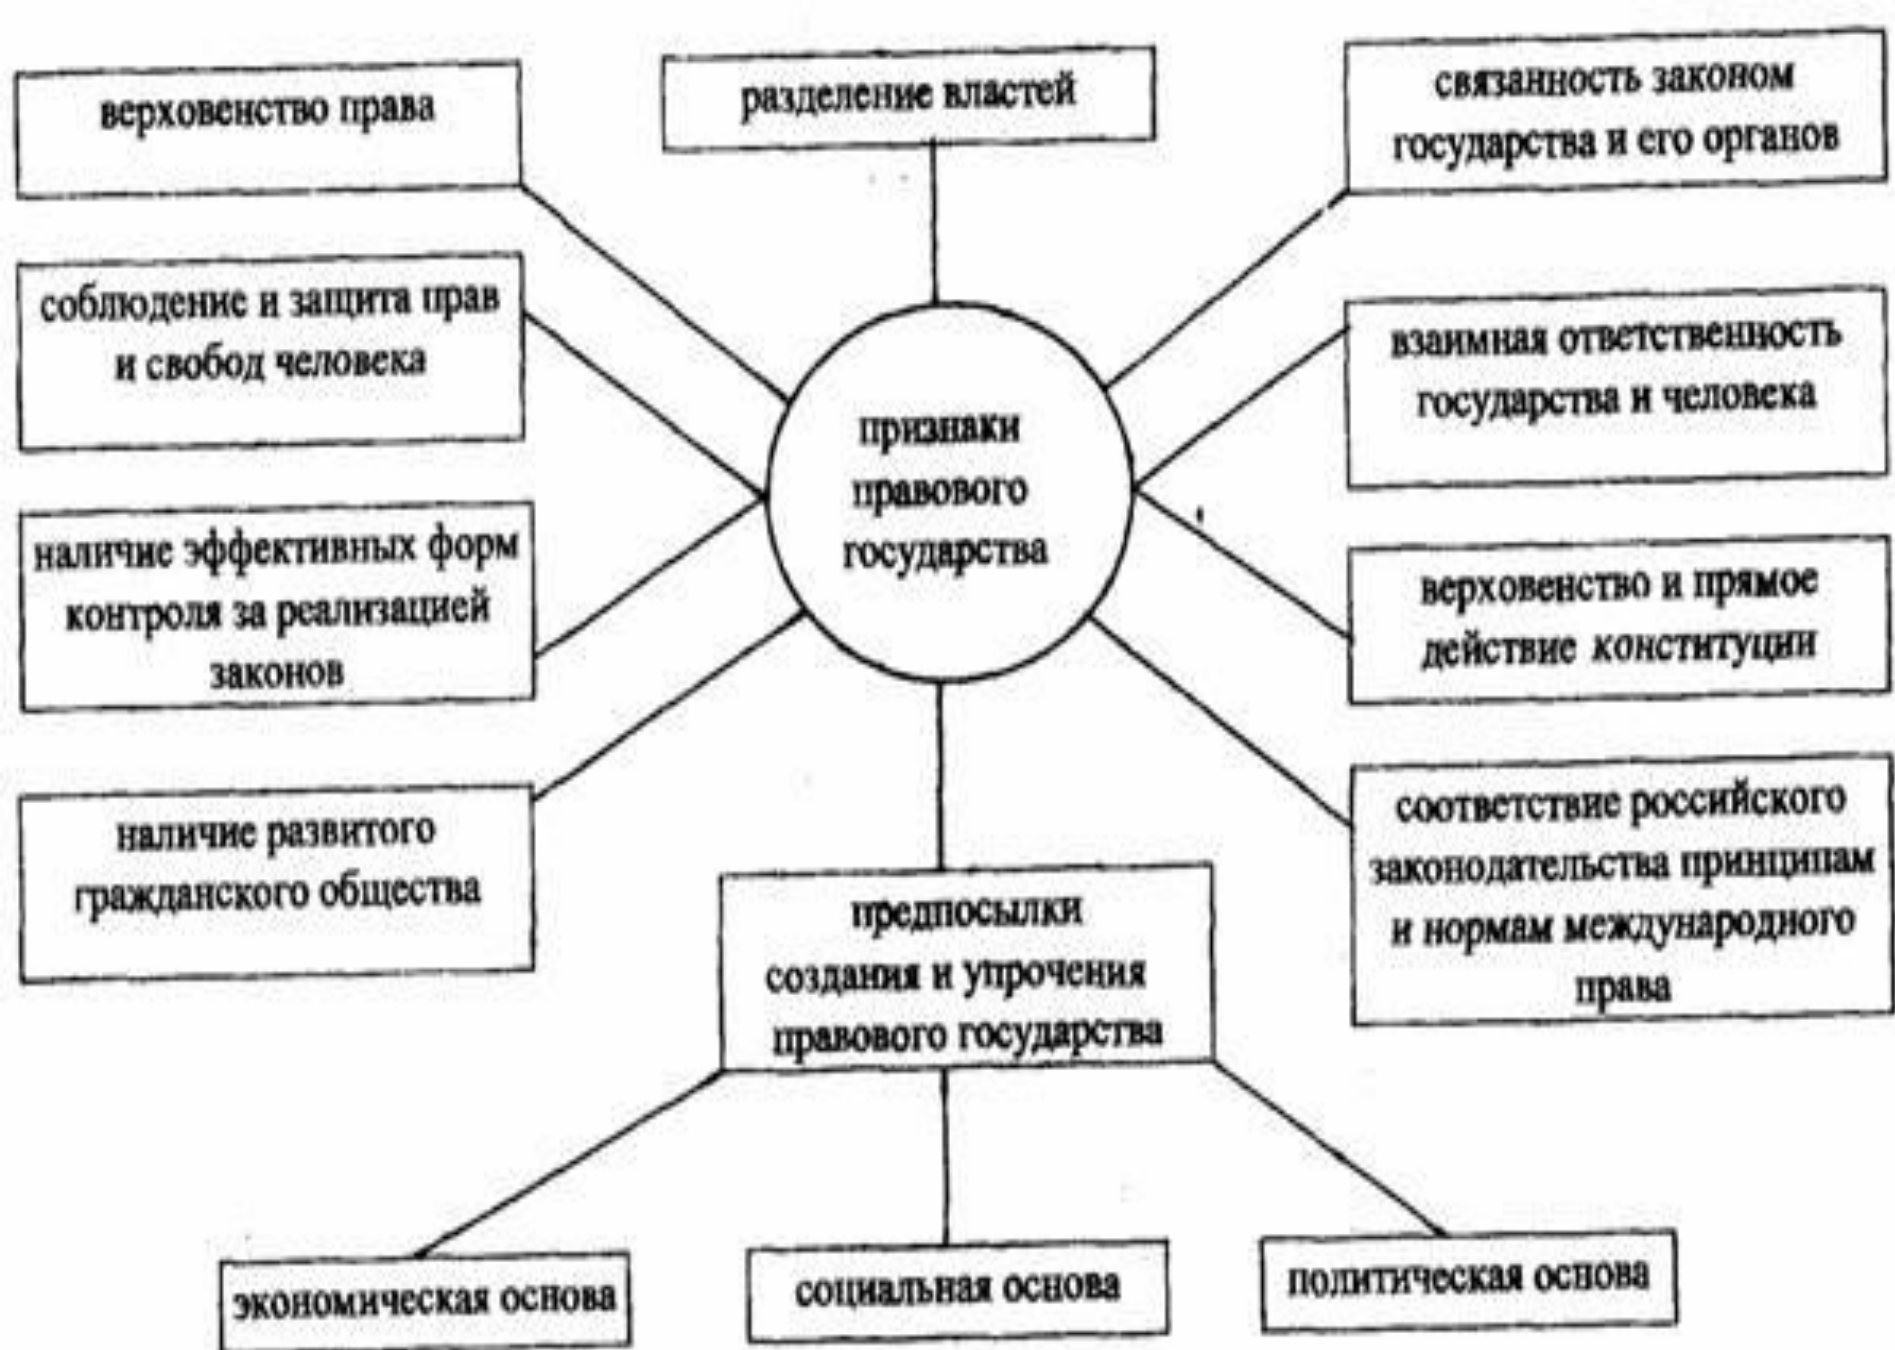 верховенство права
разделение властей
связанность законом
государства и его органов
соблюдение и защита прав
и свобод человека
взаимная ответственность
государства и человека
признаки
правового
государства
наличие эффективных форм
контроля за реализацией
законов
верховенство и прямое
действие конституции
наличие развитого
гражданского общества
соответствие российского
законодательства принципам
и нормам международного
права
предпосылки
создания и упрочения
правового государства
экономическая основа
социальная основа
политическая основа